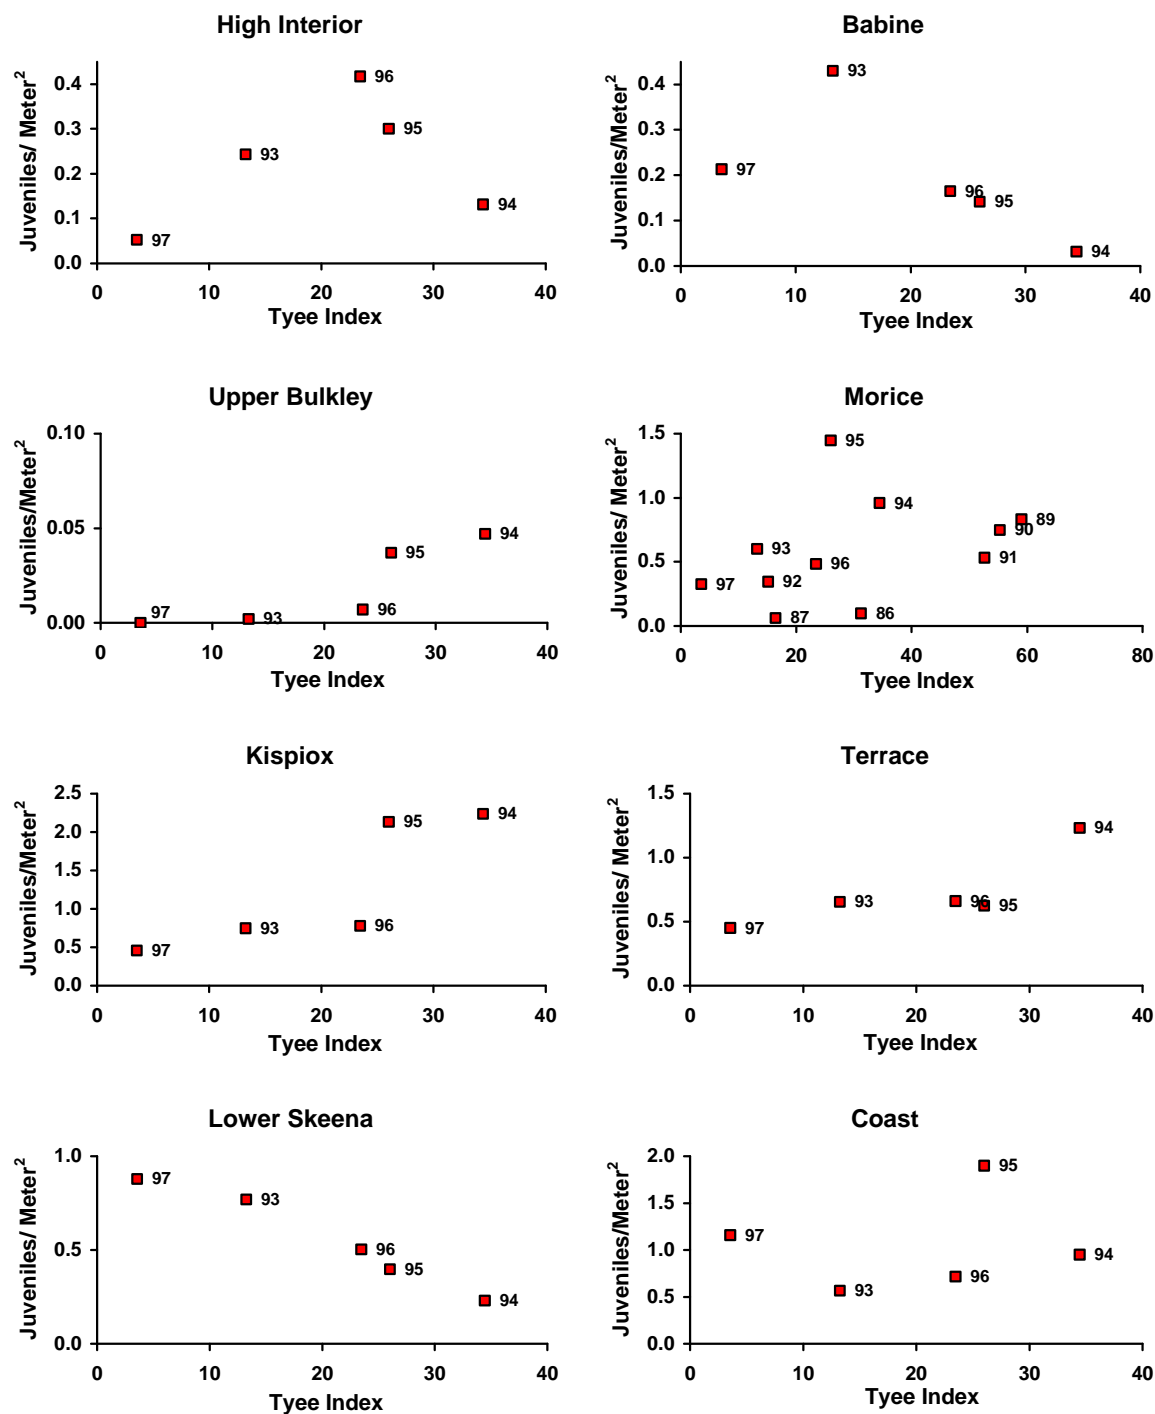 High Interior
Juveniles/ Meter²
0.4
0.3
0.2
0.1
0.0
96
95
93
94
97
0 10 20 30 40
Tyee Index
Babine
Juveniles/Meter²
0.4
0.3
0.2
0.1
0.0
93
97
96
95
94
0 10 20 30 40
Tyee Index
Upper Bulkley
Juveniles/Meter²
0.10
0.05
0.00
94
95
97
96
93
0 10 20 30 40
Tyee Index
Morice
Juveniles/ Meter²
1.5
1.0
0.5
0.0
95
94
89
90
93
91
96
97
92
87
86
0 20 40 60 80
Tyee Index
Kispiox
Juveniles/Meter²
2.5
2.0
1.5
1.0
0.5
0.0
94
95
93
96
97
0 10 20 30 40
Tyee Index
Terrace
Juveniles/ Meter²
1.5
1.0
0.5
0.0
94
93
96
95
97
0 10 20 30 40
Tyee Index
Lower Skeena
Juveniles/ Meter²
1.0
0.5
0.0
97
93
96
95
94
0 10 20 30 40
Tyee Index
Coast
Juveniles/Meter²
2.0
1.5
1.0
0.5
0.0
95
97
94
96
93
0 10 20 30 40
Tyee Index